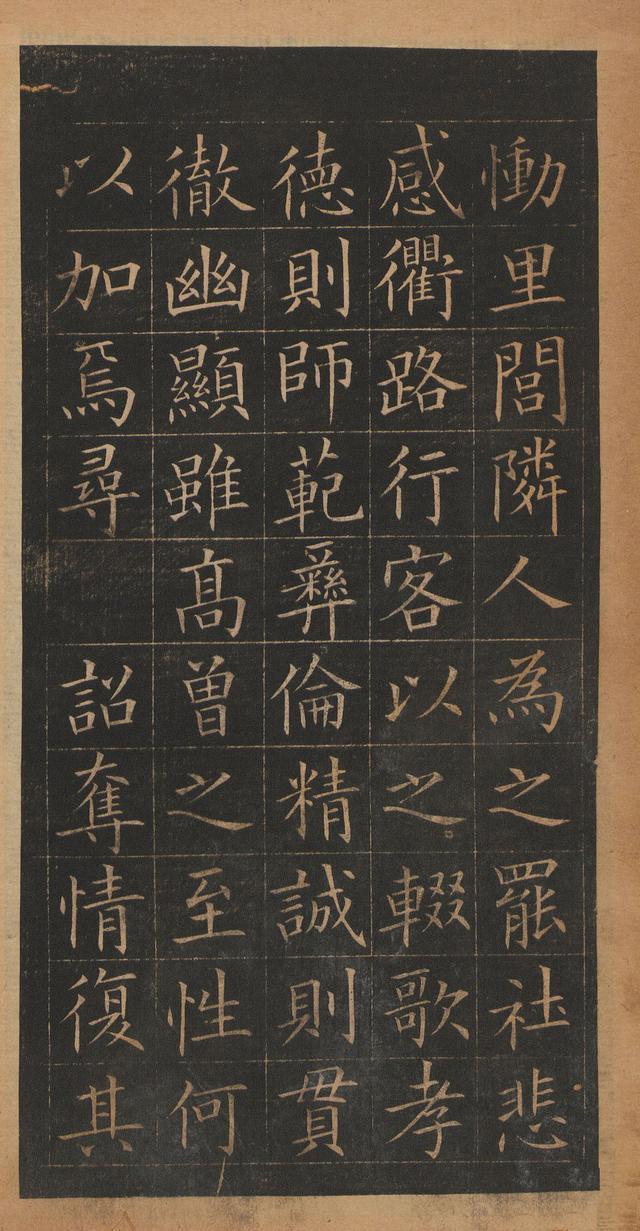 慟里閭隣人為之罷社悲
感衢路行客以之輟歌孝
德則師範彝倫精誠則貫
徹幽顯雖高曾之至性何
以加焉尋 詔奪情復其